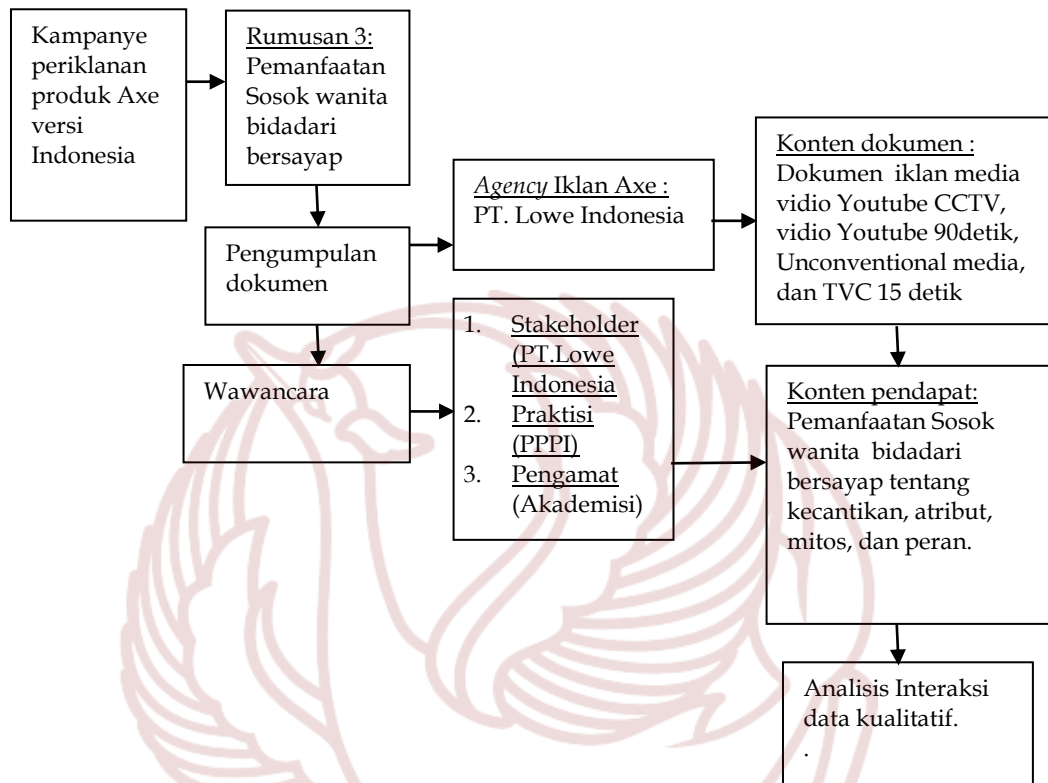 Kampanye
periklanan
produk Axe
versi
Indonesia
Rumusan 3:
Pemanfaatan
Sosok wanita
bidadari
bersayap
Pengumpulan
dokumen
Agency Iklan Axe :
PT. Lowe Indonesia
Konten dokumen :
Dokumen iklan media
vidio Youtube CCTV,
vidio Youtube 90detik,
Unconventional media,
dan TVC 15 detik
Wawancara
1. Stakeholder
(PT.Lowe
Indonesia
2. Praktisi
(PPPI)
3. Pengamat
(Akademisi)
Konten pendapat:
Pemanfaatan Sosok
wanita bidadari
bersayap tentang
kecantikan, atribut,
mitos, dan peran.
Analisis Interaksi
data kualitatif.
.